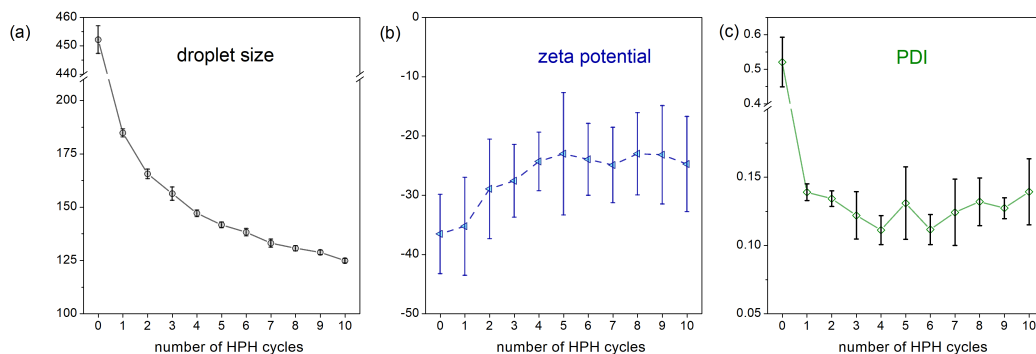 (a)
droplet size
460
450
440
200
175
150
125
100
0 1 2 3 4 5 6 7 8 9 10
number of HPH cycles
(b)
zeta potential
0
-10
-20
-30
-40
-50
0 1 2 3 4 5 6 7 8 9 10
number of HPH cycles
(c)
PDI
0.6
0.5
0.4
0.15
0.10
0.05
0 1 2 3 4 5 6 7 8 9 10
number of HPH cycles